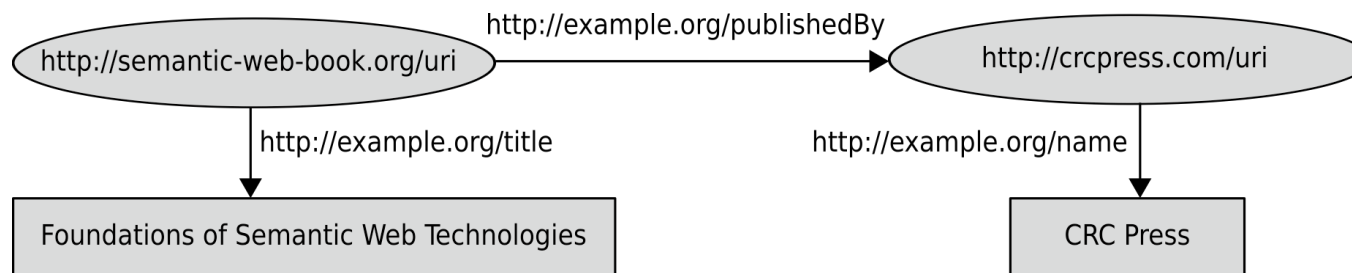 http://example.org/publishedBy
http://semantic-web-book.org/uri
http://crcpress.com/uri
http://example.org/title
http://example.org/name
Foundations of Semantic Web Technologies
CRC Press